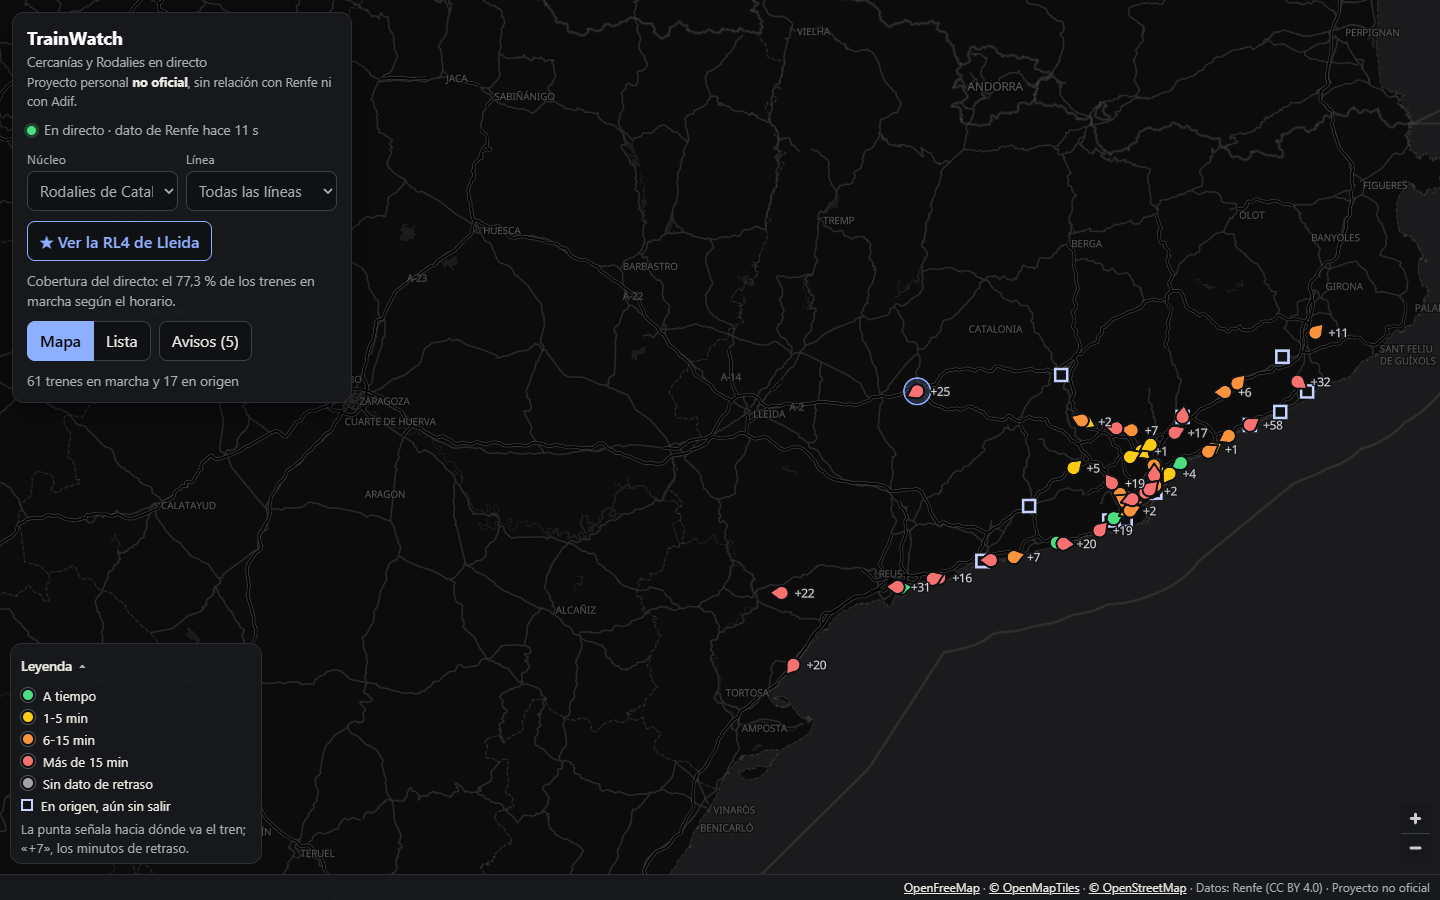 TrainWatch
Cercanías y Rodalies en directo
Proyecto personal no oficial, sin relación con Renfe ni
con Adif.
En directo · dato de Renfe hace 11 s
Núcleo
Línea
Rodalies de Catal
Todas las líneas
★ Ver la RL4 de Lleida
Cobertura del directo: el 77,3 % de los trenes en
marcha según el horario.
Mapa
Lista
Avisos (5)
61 trenes en marcha y 17 en origen
VIELHA
PERPIGNAN
JACA
SABIÑÁNIGO
ANDORRA
FIGUERES
OLOT
TREMP
HUESCA
BERGA
BANYOLES
BARBASTRO
A-23
A-22
GIRONA
PALA
CATALONIA
+11
SANT FELIU
DE GUÍXOLS
A-14
+32
+25
+6
ZARAGOZA
A-2
LLEIDA
CUARTE DE HUERVA
+2
+7
+17
+58
+1
+1
+5
+4
+19
+2
ARAGON
CALATAYUD
+2
+19
+20
+7
REUS
+16
+31
+22
ALCAÑIZ
+20
TORTOSA
AMPOSTA
VINARÒS
BENICARLÓ
ÍN
TERUEL
Leyenda
A tiempo
1-5 min
6-15 min
Más de 15 min
Sin dato de retraso
En origen, aún sin salir
La punta señala hacia dónde va el tren;
«+7», los minutos de retraso.
+
−
OpenFreeMap · © OpenMapTiles · © OpenStreetMap · Datos: Renfe (CC BY 4.0) · Proyecto no oficial